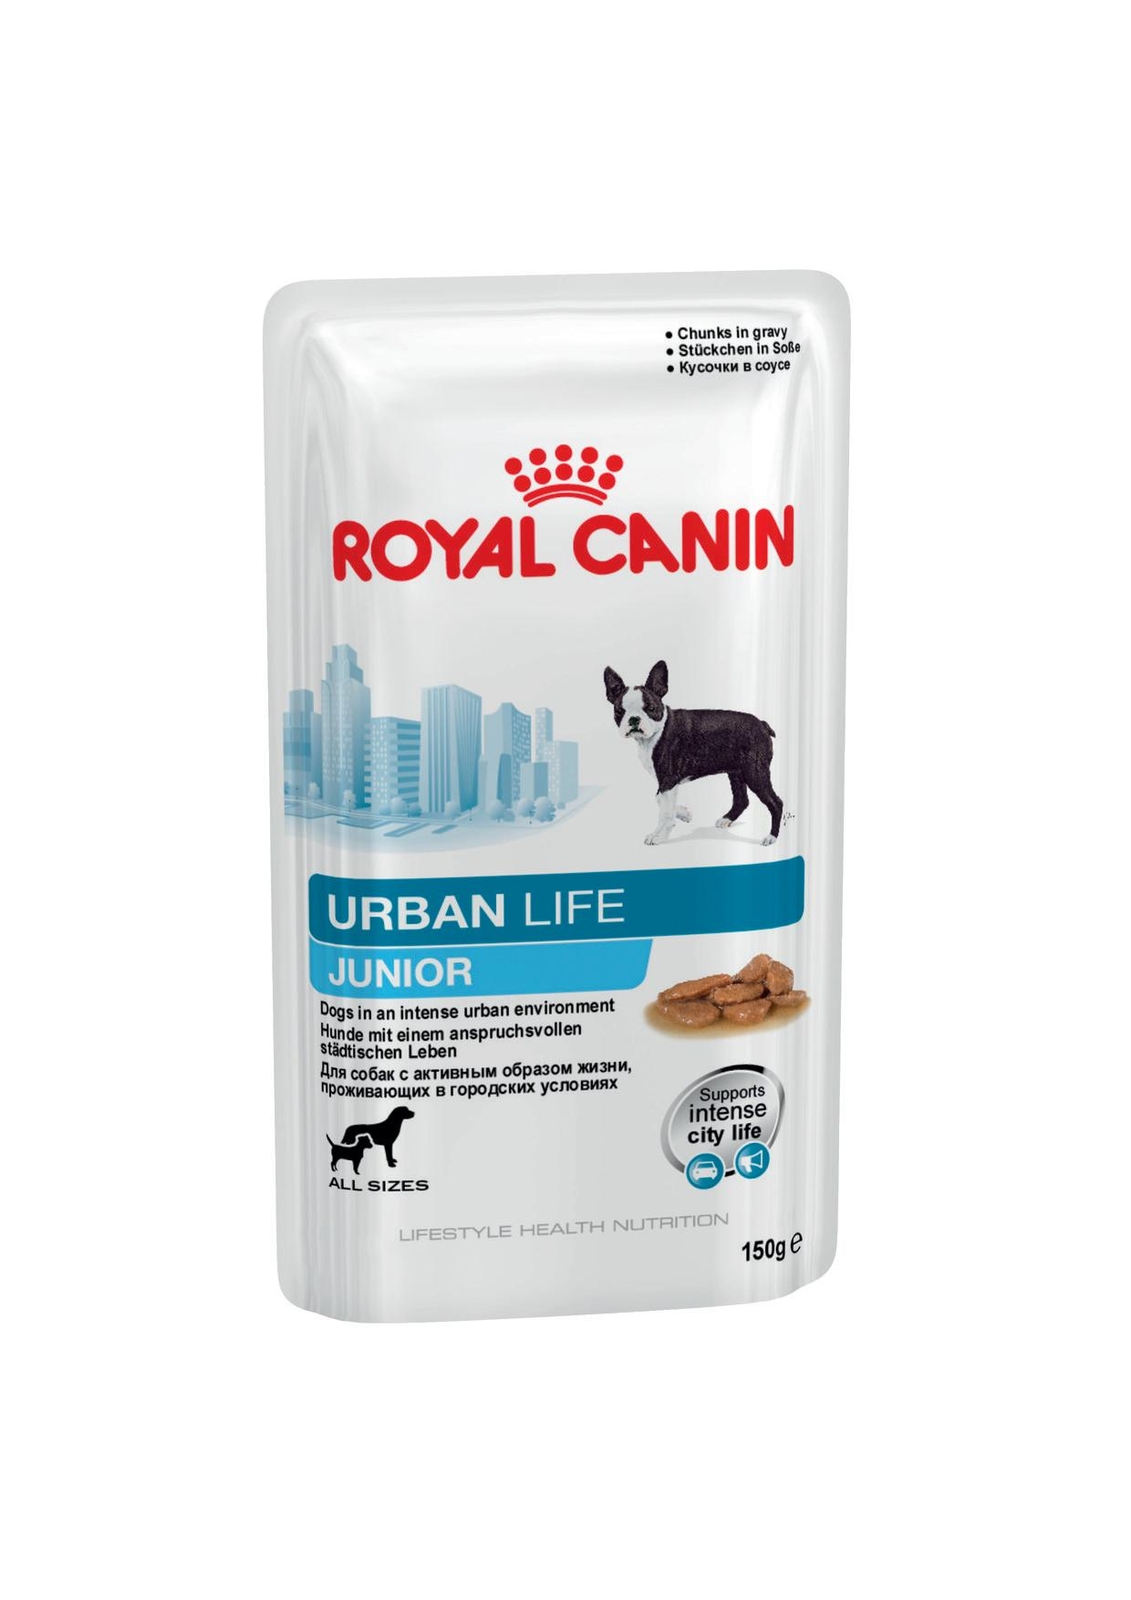 • Chunks in gravy
• Stückchen in Soße
• Кусочки в соусе
ROYAL CANIN
URBAN LIFE
JUNIOR
Dogs in an intense urban environment
Hunde mit einem anspruchsvollen
städtischen Leben
Для собак с активным образом жизни,
проживающих в городских условиях
Supports
intense
city life
ALL SIZES
LIFESTYLE HEALTH NUTRITION
150g e